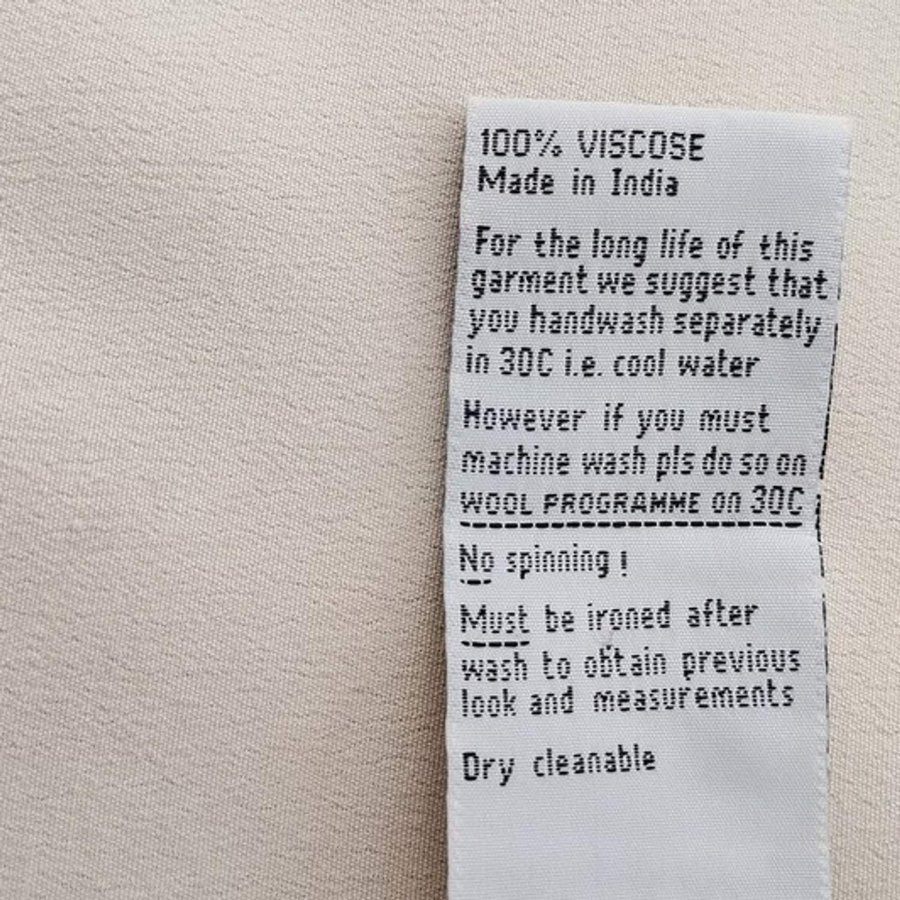 100% VISCOSE
Made in India
For the long life of this
garment we suggest that
you handwash separately
in 30C i.e. cool water
However if you must
machine wash pls do so on
WOOL PROGRAMME on 30C
No spinning !
Must be ironed after
wash to obtain previous
look and measurements
Dry cleanable